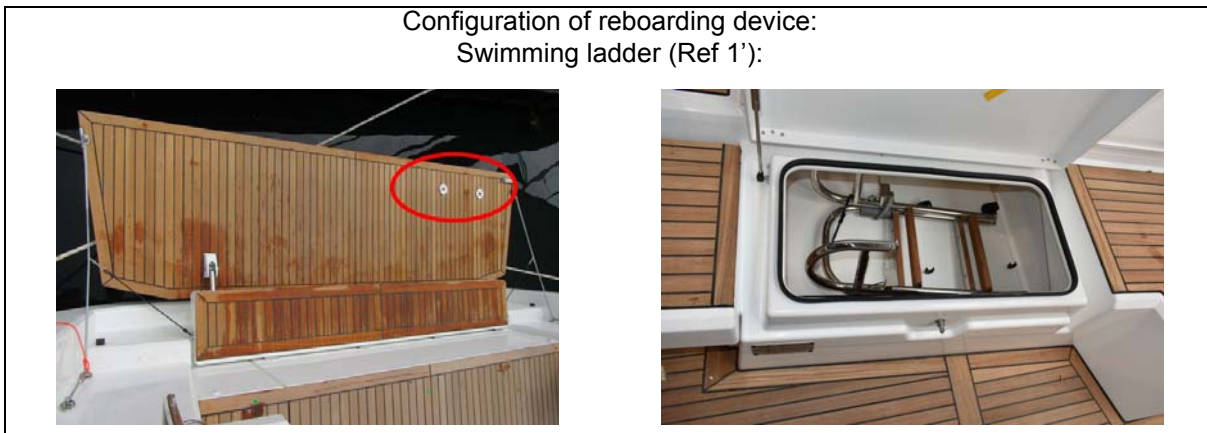 Configuration of reboarding device:
Swimming ladder (Ref 1’):